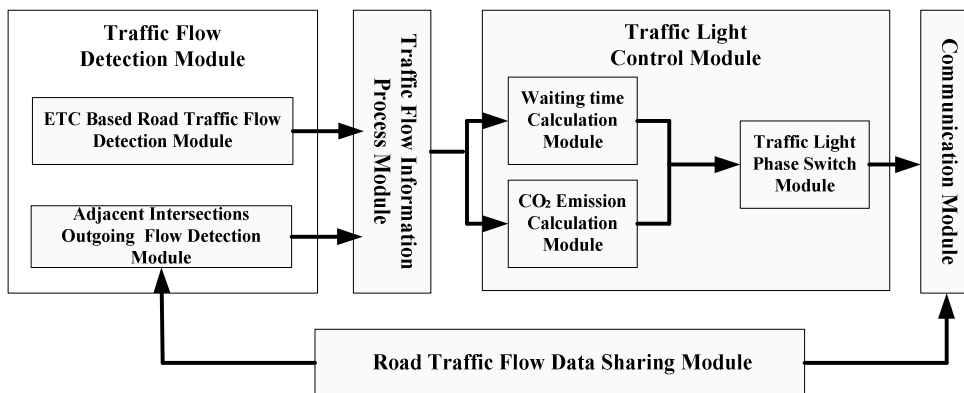 Traffic Flow
Detection Module
ETC Based Road Traffic Flow
Detection Module
Adjacent Intersections
Outgoing Flow Detection
Module
Traffic Flow Information
Process Module
Traffic Light
Control Module
Waiting time
Calculation
Module
CO₂ Emission
Calculation
Module
Traffic Light
Phase Switch
Module
Communication Module
Road Traffic Flow Data Sharing Module